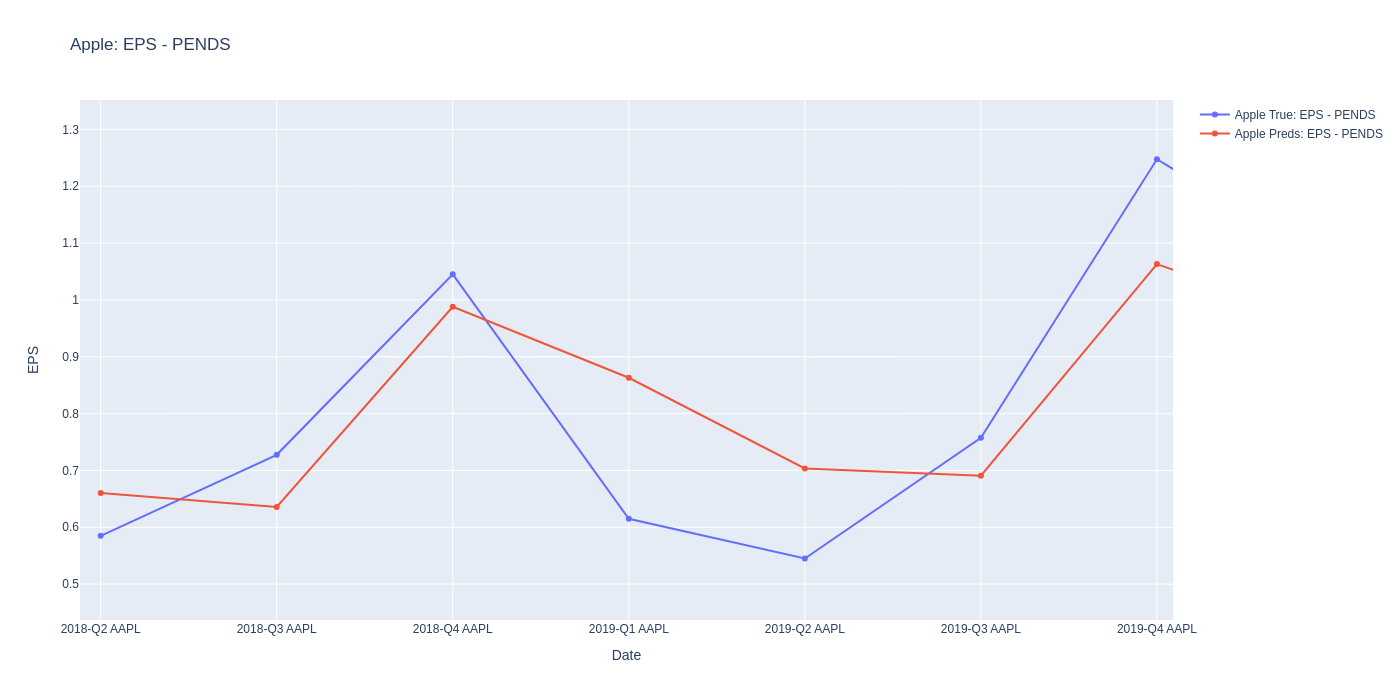 Apple: EPS - PENDS
Apple True: EPS - PENDS
Apple Preds: EPS - PENDS
1.3
1.2
1.1
1
0.9
0.8
0.7
0.6
0.5
EPS
2018-Q2 AAPL 2018-Q3 AAPL 2018-Q4 AAPL 2019-Q1 AAPL 2019-Q2 AAPL 2019-Q3 AAPL 2019-Q4 AAPL
Date